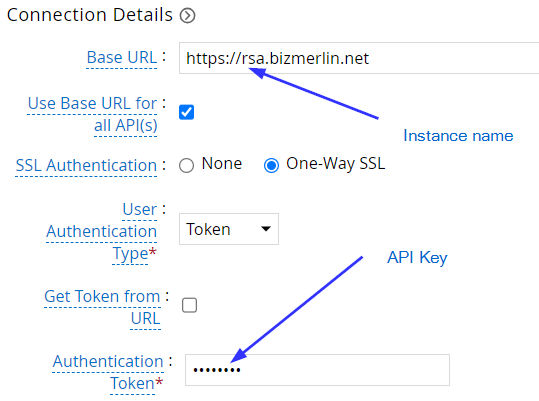 Connection Details
Base URL :
https://rsa.bizmerlin.net
Use Base URL for :
all API(s)
Instance name
SSL Authentication :
None
One-Way SSL
User :
Authentication
Type*
Token
API Key
Get Token from :
URL
Authentication :
Token*
••••••••